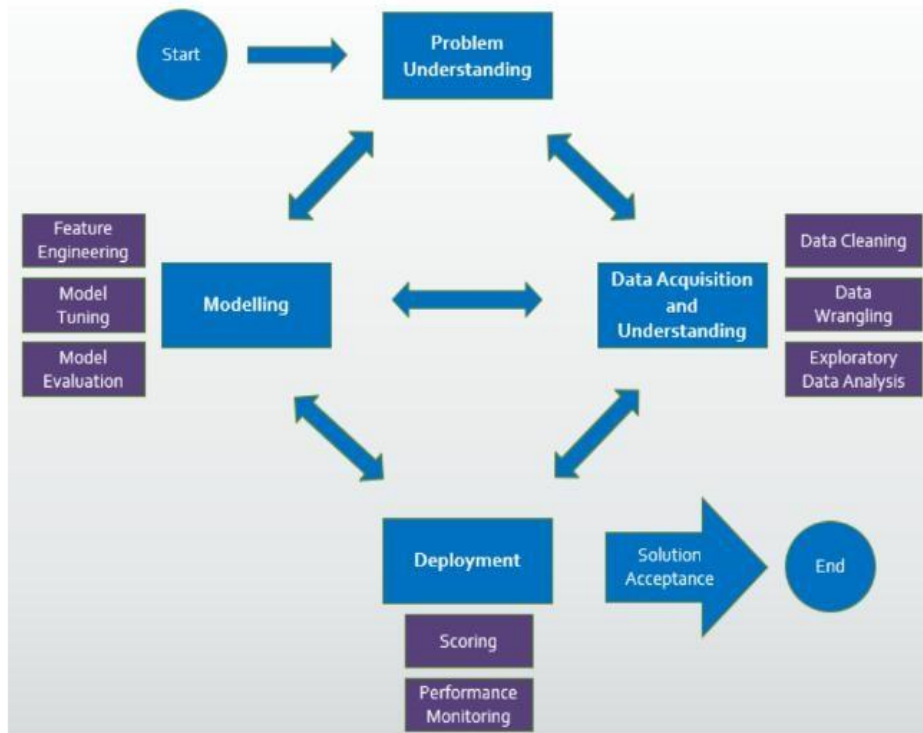 Start
Problem
Understanding
Feature
Engineering
Model
Tuning
Model
Evaluation
Modelling
Data Acquisition
and
Understanding
Data Cleaning
Data
Wrangling
Exploratory
Data Analysis
Deployment
Scoring
Performance
Monitoring
Solution
Acceptance
End